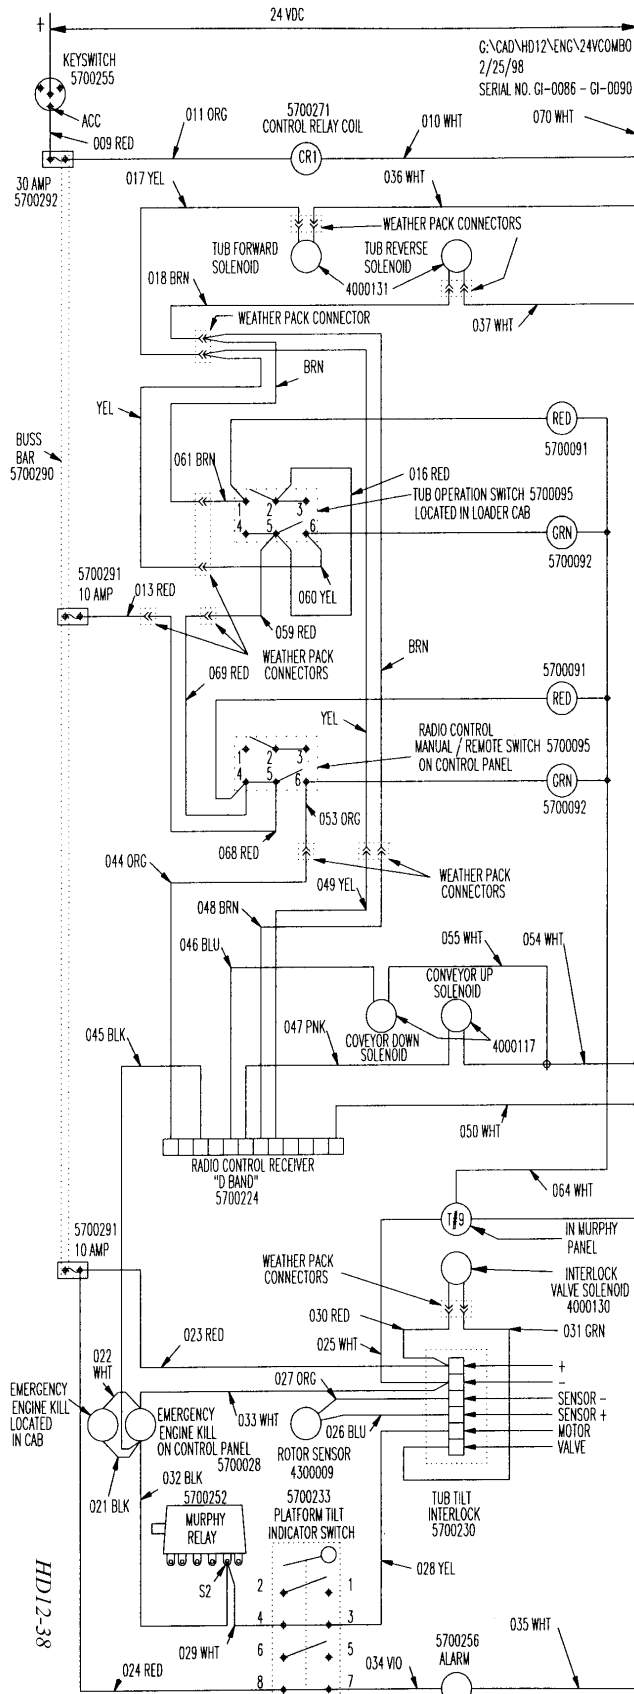 24 VDC
+
KEYSWITCH
5700255
G:\CAD\HD12\ENG\24VCOMBO
2/25/98
SERIAL NO. GI-0086 - GI-0090
ACC
009 RED
011 ORG
5700271
CONTROL RELAY COIL
CR1
010 WHT
070 WHT
30 AMP
5700292
017 YEL
036 WHT
WEATHER PACK CONNECTORS
TUB FORWARD
SOLENOID
TUB REVERSE
SOLENOID
4000131
018 BRN
037 WHT
WEATHER PACK CONNECTOR
BRN
YEL
BUSS
BAR
5700290
RED
5700091
061 BRN
016 RED
TUB OPERATION SWITCH 5700095
LOCATED IN LOADER CAB
1 2 3
4 5 6
GRN
5700092
060 YEL
5700291
10 AMP
013 RED
059 RED
WEATHER PACK
CONNECTORS
069 RED
BRN
YEL
5700091
RED
RADIO CONTROL
MANUAL / REMOTE SWITCH 5700095
ON CONTROL PANEL
1 2 3
4 5 6
GRN
5700092
053 ORG
068 RED
044 ORG
049 YEL
WEATHER PACK
CONNECTORS
048 BRN
046 BLU
055 WHT
054 WHT
CONVEYOR UP
SOLENOID
045 BLK
047 PNK
COVEYOR DOWN
SOLENOID
4000117
050 WHT
RADIO CONTROL RECEIVER
"D BAND"
5700224
064 WHT
T#9
IN MURPHY
PANEL
5700291
10 AMP
WEATHER PACK
CONNECTORS
INTERLOCK
VALVE SOLENOID
4000130
030 RED
025 WHT
031 GRN
023 RED
022
WHT
027 ORG
+
-
SENSOR -
SENSOR +
MOTOR
VALVE
EMERGENCY
ENGINE KILL
LOCATED
IN CAB
EMERGENCY
ENGINE KILL
ON CONTROL PANEL
5700028
033 WHT
026 BLU
ROTOR SENSOR
4300009
021 BLK
032 BLK
TUB TILT
INTERLOCK
5700230
5700252
MURPHY
RELAY
5700233
PLATFORM TILT
INDICATOR SWITCH
S2
028 YEL
2 1
4 3
6 5
8 7
029 WHT
024 RED
034 VIO
5700256
ALARM
035 WHT
HD12-38